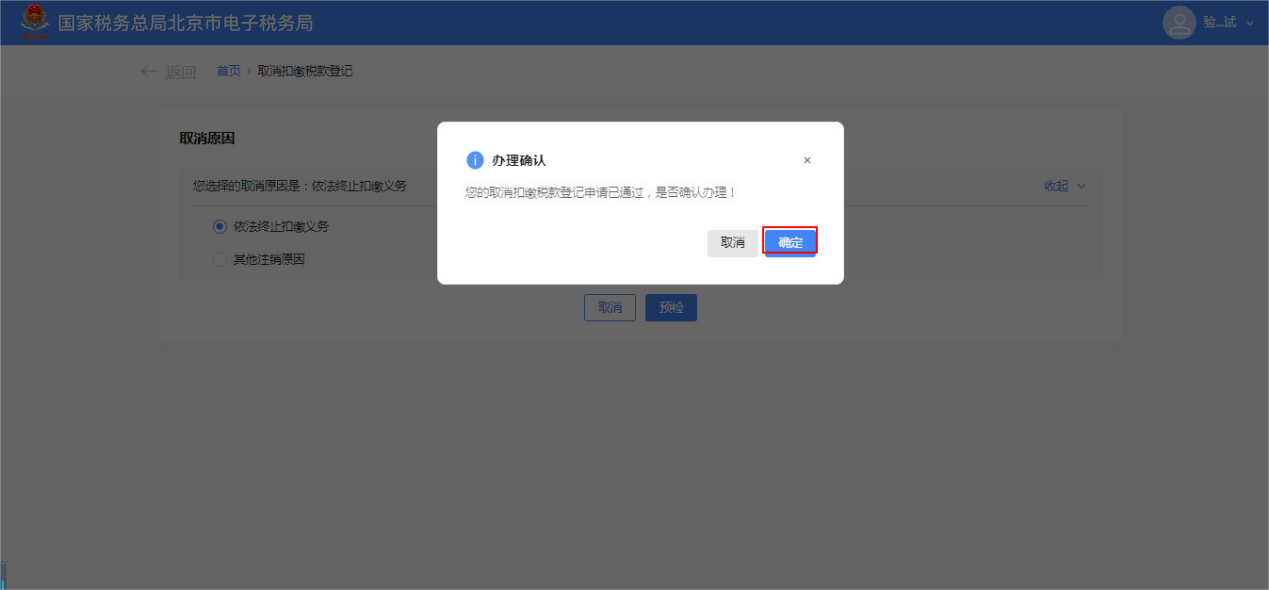 国家税务总局北京市电子税务局
验...试
返回 首页 > 取消扣缴税款登记
取消原因
您选择的取消原因是：依法终止扣缴义务
收起
依法终止扣缴义务
其他注销原因
取消 预检
办理确认
×
您的取消扣缴税款登记申请已通过，是否确认办理！
取消 确定